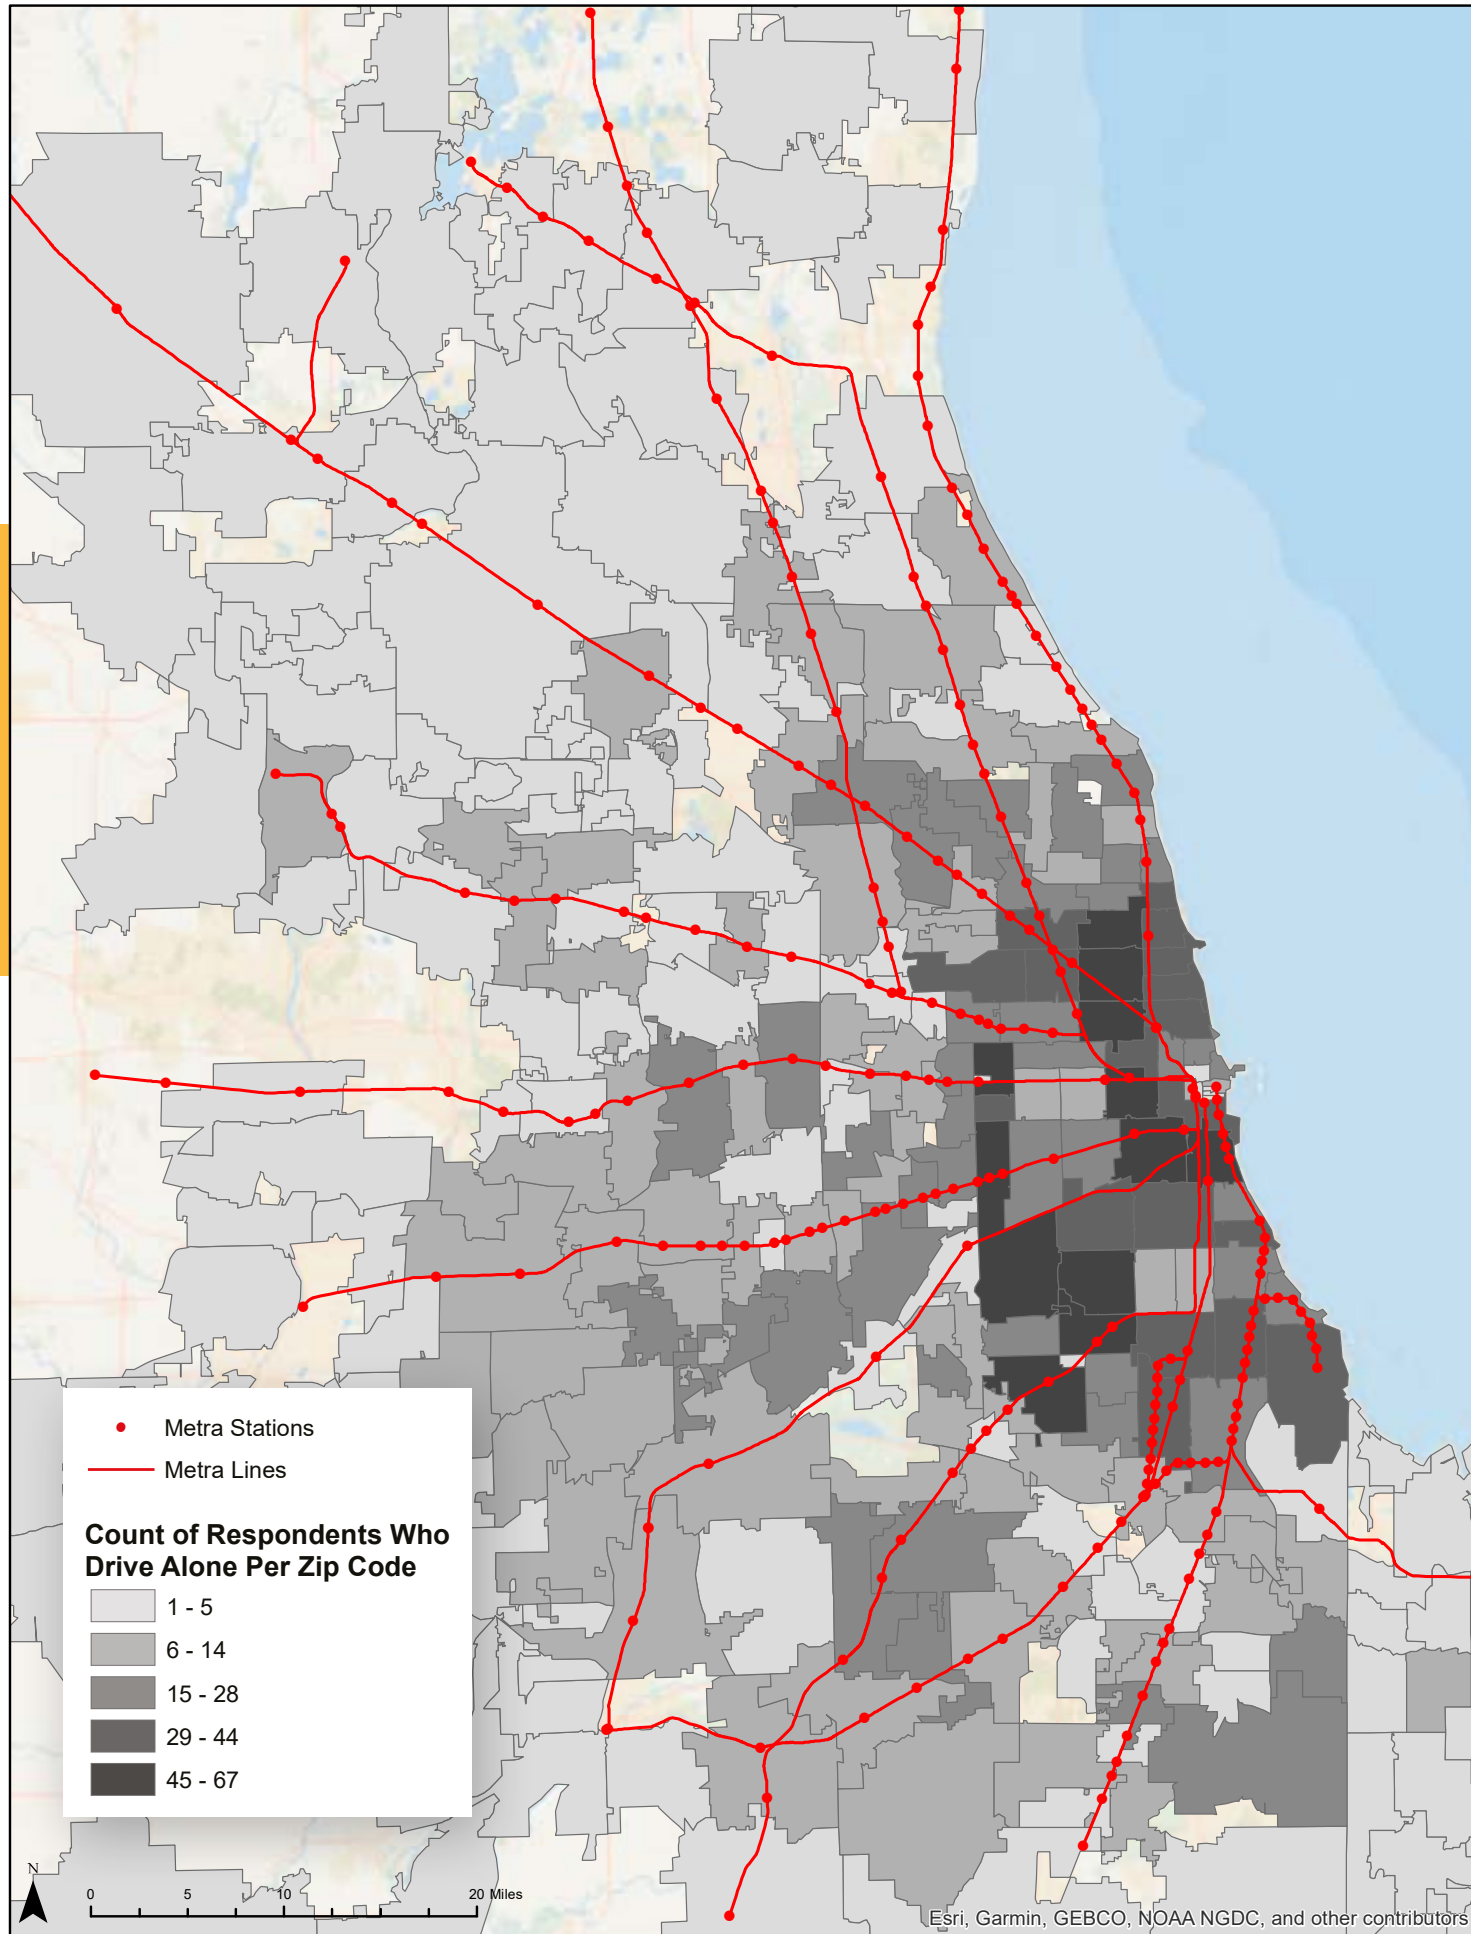 Metra Stations
Metra Lines
Count of Respondents Who
Drive Alone Per Zip Code
1 - 5
6 - 14
15 - 28
29 - 44
45 - 67
N
0 5 10 20 Miles
Esri, Garmin, GEBCO, NOAA NGDC, and other contributors